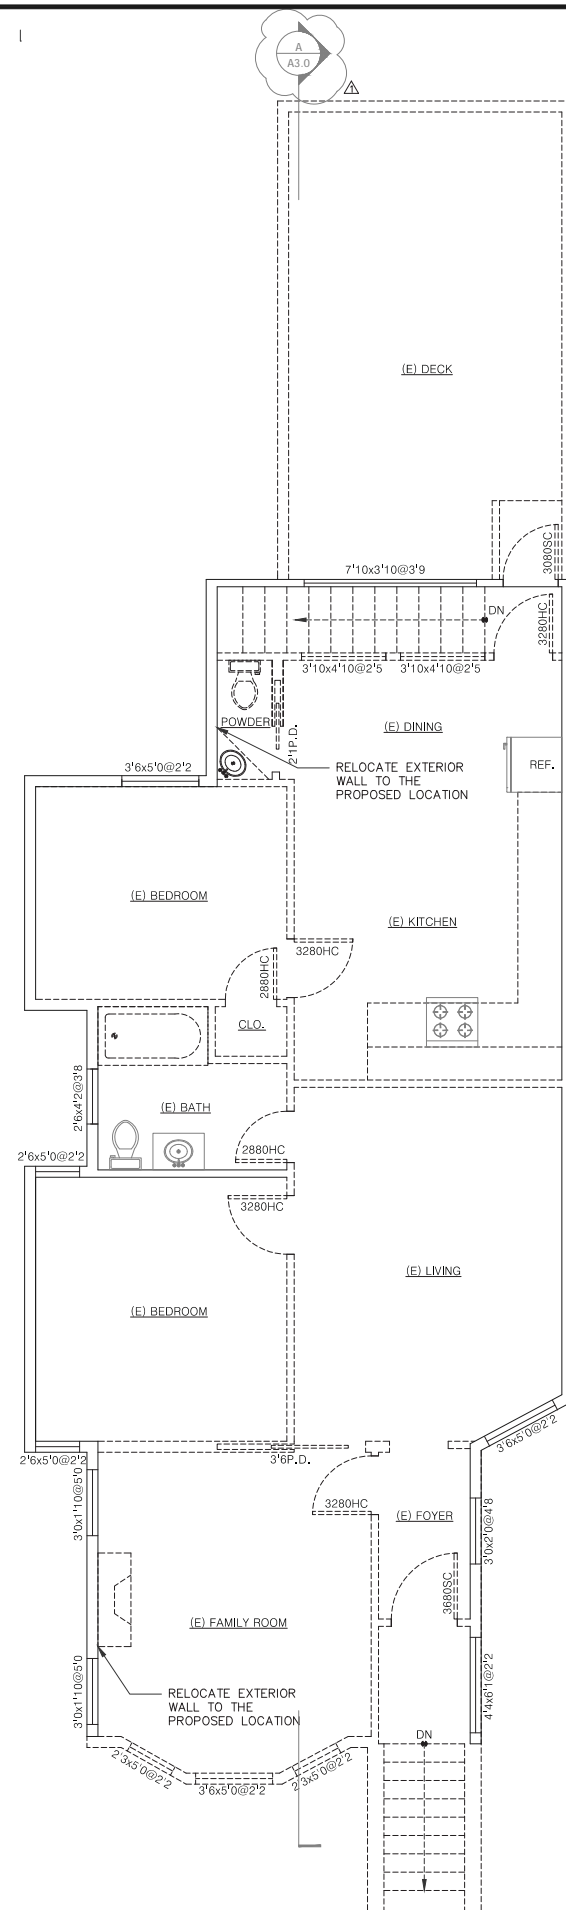 A
A3.0
1
(E) DECK
3080SC
7'10x3'10@3'9
DN
3280HC
3'10x4'10@2'5
3'10x4'10@2'5
POWDER
(E) DINING
2'1P.D.
RELOCATE EXTERIOR
WALL TO THE
PROPOSED LOCATION
REF.
3'6x5'0@2'2
(E) BEDROOM
(E) KITCHEN
3280HC
2880HC
CLO.
2'6x4'2@3'8
(E) BATH
2880HC
2'6x5'0@2'2
3280HC
(E) LIVING
(E) BEDROOM
3'6x5'0@2'2
2'6x5'0@2'2
3'6P.D.
3'0x1'10@5'0
3280HC
(E) FOYER
3'0x2'0@4'8
3680SC
(E) FAMILY ROOM
3'0x1'10@5'0
4'4x6'1@2'2
RELOCATE EXTERIOR
WALL TO THE
PROPOSED LOCATION
DN
2'3x5'0@2'2
3'6x5'0@2'2
2'3x5'0@2'2